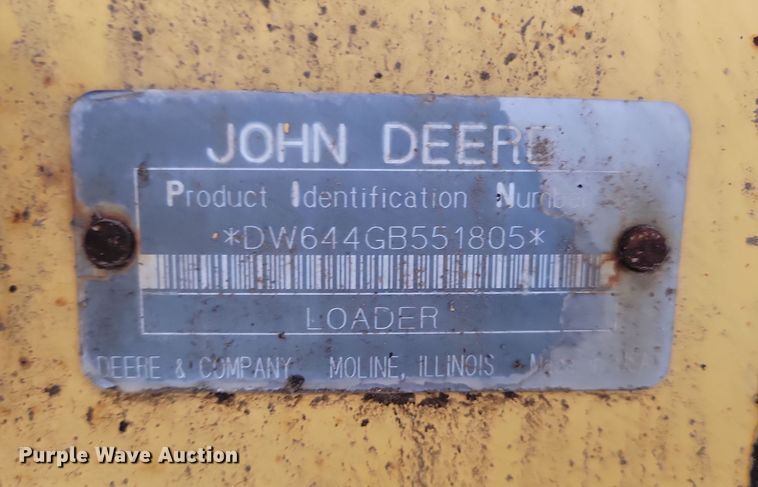 JOHN DEERE
Product Identification Number
*DW644GB551805*
LOADER
DEERE & COMPANY MOLINE, ILLINOIS
Purple Wave Auction